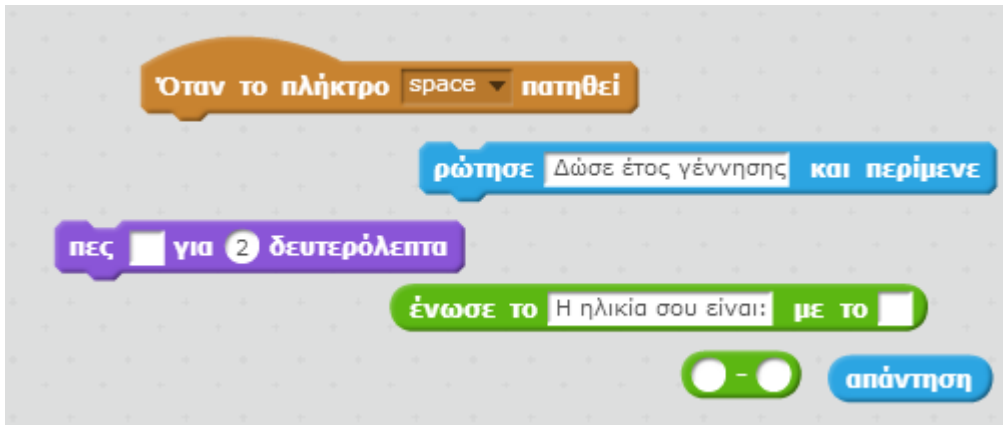 Όταν το πλήκτρο space πατηθεί
ρώτησε Δώσε έτος γέννησης και περίμενε
πες για 2 δευτερόλεπτα
ένωσε το Η ηλικία σου είναι: με το
- απάντηση